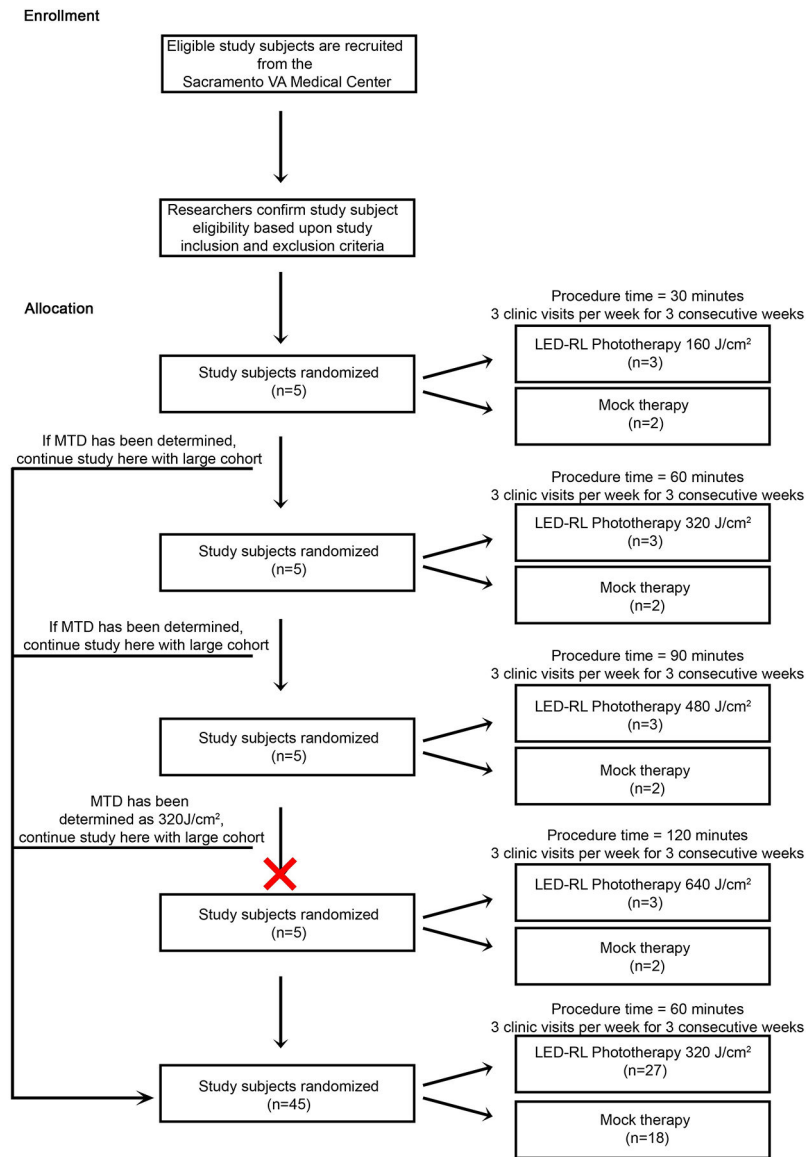 Enrollment
Eligible study subjects are recruited
from the
Sacramento VA Medical Center
Researchers confirm study subject
eligibility based upon study
inclusion and exclusion criteria
Allocation
Procedure time = 30 minutes
3 clinic visits per week for 3 consecutive weeks
Study subjects randomized
(n=5)
LED-RL Phototherapy 160 J/cm²
(n=3)
Mock therapy
(n=2)
If MTD has been determined,
continue study here with large cohort
Procedure time = 60 minutes
3 clinic visits per week for 3 consecutive weeks
Study subjects randomized
(n=5)
LED-RL Phototherapy 320 J/cm²
(n=3)
Mock therapy
(n=2)
If MTD has been determined,
continue study here with large cohort
Procedure time = 90 minutes
3 clinic visits per week for 3 consecutive weeks
Study subjects randomized
(n=5)
LED-RL Phototherapy 480 J/cm²
(n=3)
Mock therapy
(n=2)
MTD has been
determined as 320J/cm²,
continue study here with large cohort
Procedure time = 120 minutes
3 clinic visits per week for 3 consecutive weeks
Study subjects randomized
(n=5)
LED-RL Phototherapy 640 J/cm²
(n=3)
Mock therapy
(n=2)
Procedure time = 60 minutes
3 clinic visits per week for 3 consecutive weeks
Study subjects randomized
(n=45)
LED-RL Phototherapy 320 J/cm²
(n=27)
Mock therapy
(n=18)